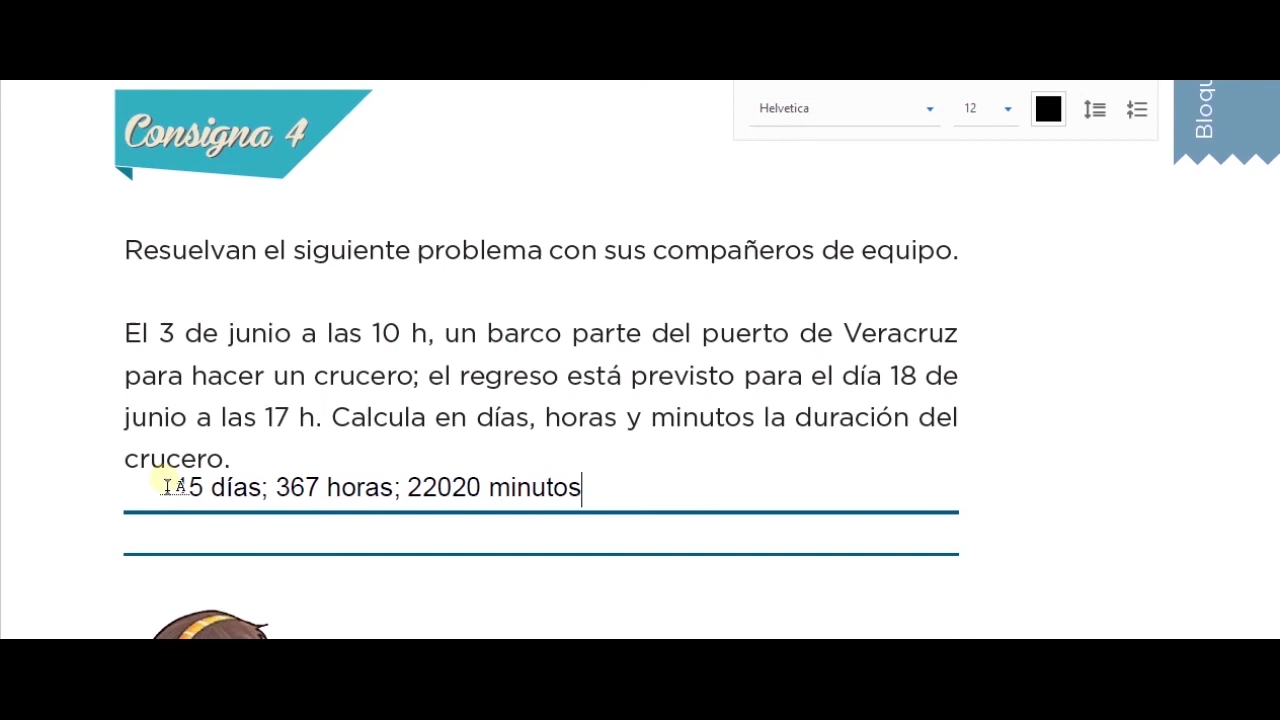 Consigna 4
Helvetica
12
Bloqu
Resuelvan el siguiente problema con sus compañeros de equipo.
El 3 de junio a las 10 h, un barco parte del puerto de Veracruz
para hacer un crucero; el regreso está previsto para el día 18 de
junio a las 17 h. Calcula en días, horas y minutos la duración del
crucero.
15 días; 367 horas; 22020 minutos